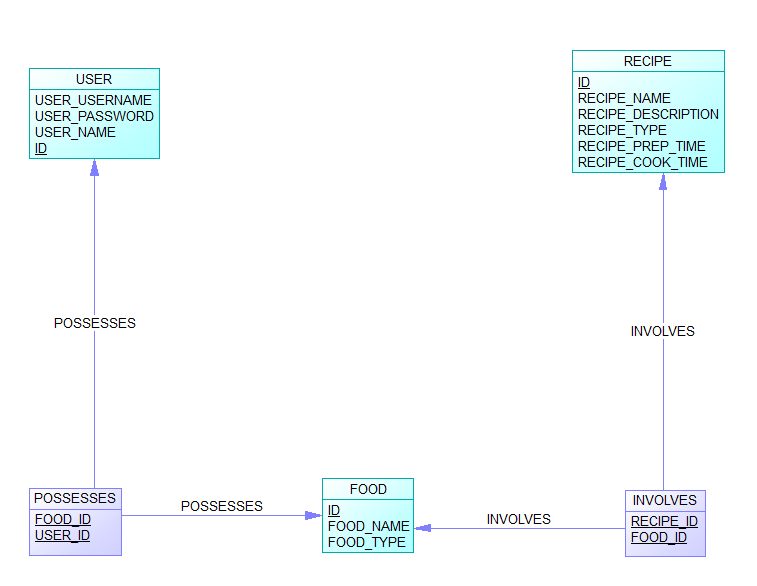 USER
USER_USERNAME
USER_PASSWORD
USER_NAME
ID
RECIPE
ID
RECIPE_NAME
RECIPE_DESCRIPTION
RECIPE_TYPE
RECIPE_PREP_TIME
RECIPE_COOK_TIME
POSSESSES
INVOLVES
POSSESSES
FOOD_ID
USER_ID
POSSESSES
FOOD
ID
FOOD_NAME
FOOD_TYPE
INVOLVES
INVOLVES
RECIPE_ID
FOOD_ID